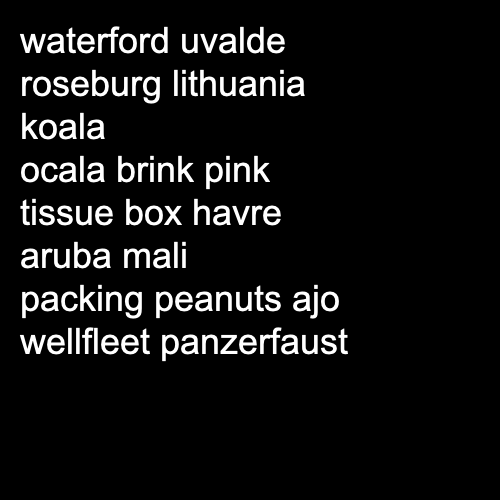 waterford uvalde
roseburg lithuania
koala
ocala brink pink
tissue box havre
aruba mali
packing peanuts ajo
wellfleet panzerfaust